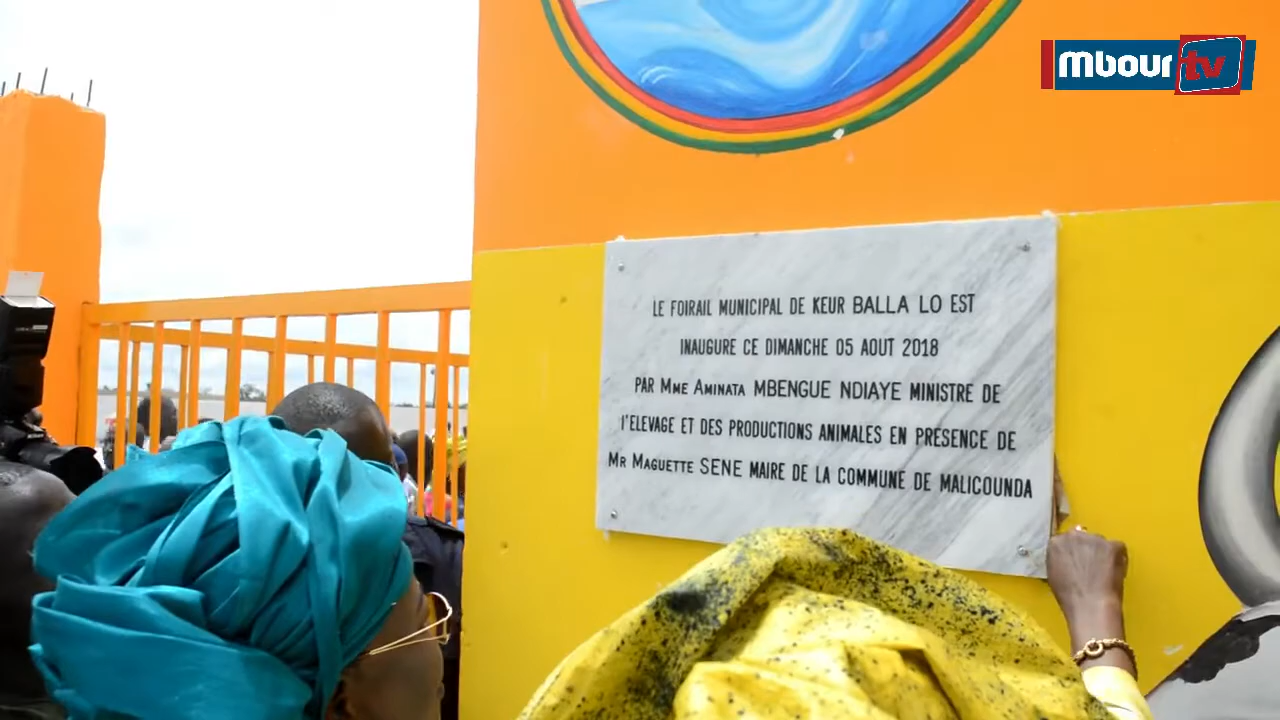 mbour tv
LE FOIRAIL MUNICIPAL DE KEUR BALLA LO EST
INAUGURE CE DIMANCHE 05 AOUT 2018
PAR Mme Aminata MBENGUE NDIAYE MINISTRE DE
l'ELEVAGE ET DES PRODUCTIONS ANIMALES EN PRESENCE DE
Mr Maguette SENE MAIRE DE LA COMMUNE DE MALICOUNDA